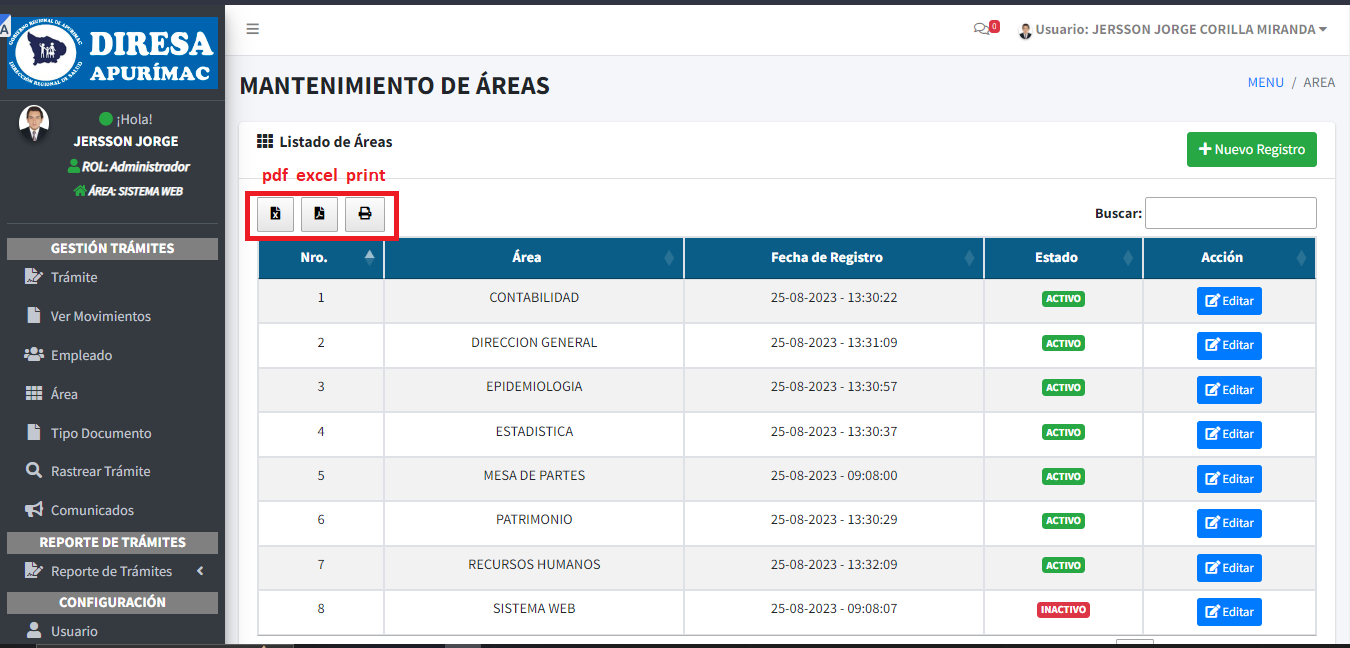 DIRESA
APURÍMAC
¡Hola!
JERSSON JORGE
ROL: Administrador
ÁREA: SISTEMA WEB
GESTIÓN TRÁMITES
Trámite
Ver Movimientos
Empleado
Área
Tipo Documento
Rastrear Trámite
Comunicados
REPORTE DE TRÁMITES
Reporte de Trámites
CONFIGURACIÓN
Usuario
0 Usuario: JERSSON JORGE CORILLA MIRANDA
MANTENIMIENTO DE ÁREAS
MENU / AREA
Listado de Áreas
Nuevo Registro
pdf excel print
Buscar:
Nro. Área Fecha de Registro Estado Acción
1 CONTABILIDAD 25-08-2023 - 13:30:22 ACTIVO Editar
2 DIRECCION GENERAL 25-08-2023 - 13:31:09 ACTIVO Editar
3 EPIDEMIOLOGIA 25-08-2023 - 13:30:57 ACTIVO Editar
4 ESTADISTICA 25-08-2023 - 13:30:37 ACTIVO Editar
5 MESA DE PARTES 25-08-2023 - 09:08:00 ACTIVO Editar
6 PATRIMONIO 25-08-2023 - 13:30:29 ACTIVO Editar
7 RECURSOS HUMANOS 25-08-2023 - 13:32:09 ACTIVO Editar
8 SISTEMA WEB 25-08-2023 - 09:08:07 INACTIVO Editar